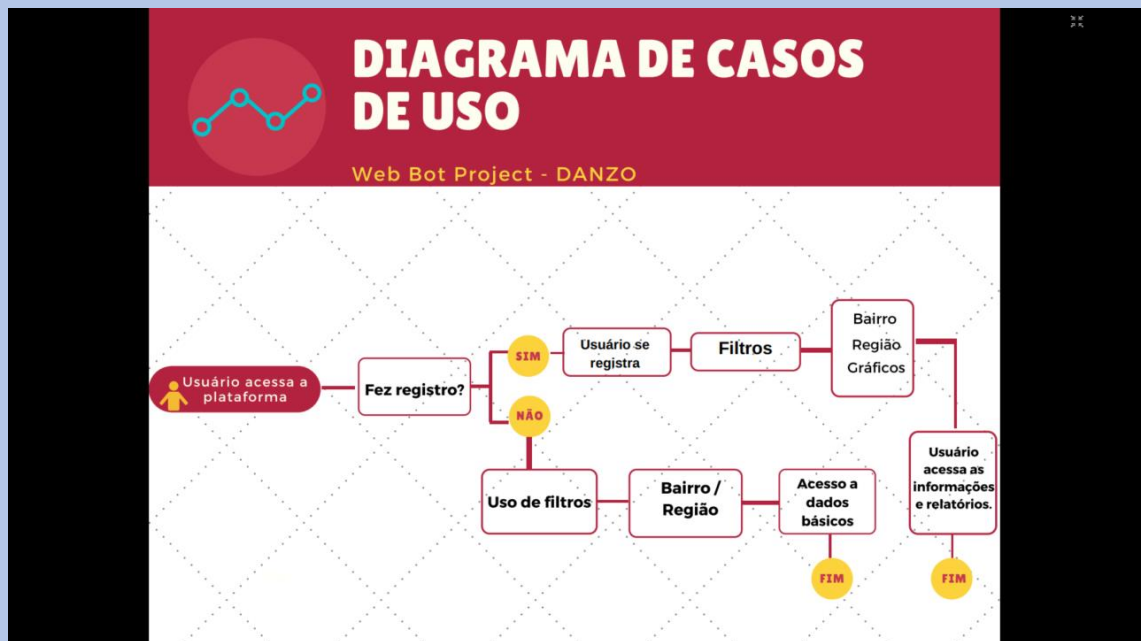 DIAGRAMA DE CASOS
DE USO
Web Bot Project - DANZO
Usuário acessa a
plataforma
Fez registro?
SIM
Usuário se
registra
Filtros
Bairro
Região
Gráficos
Usuário
acessa as
informações
e relatórios.
FIM
NÃO
Uso de filtros
Bairro /
Região
Acesso a
dados
básicos
FIM